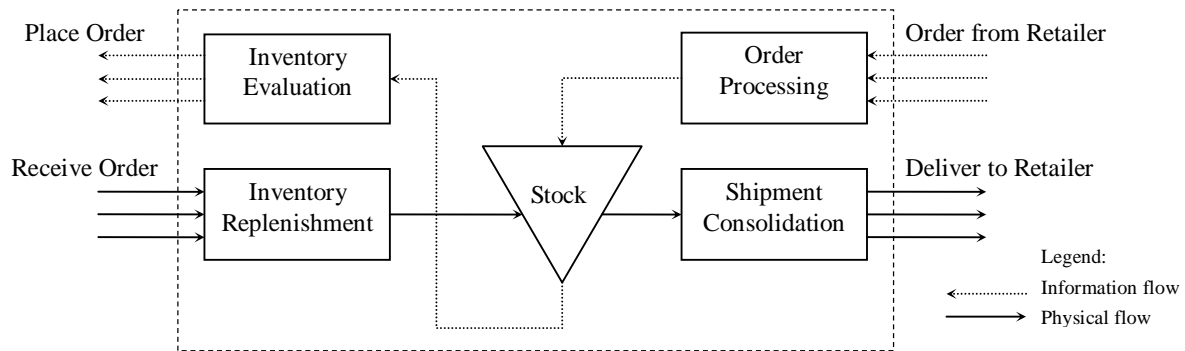 Place Order
Inventory
Evaluation
Order
Processing
Order from Retailer
Receive Order
Inventory
Replenishment
Stock
Shipment
Consolidation
Deliver to Retailer
Legend:
Information flow
Physical flow